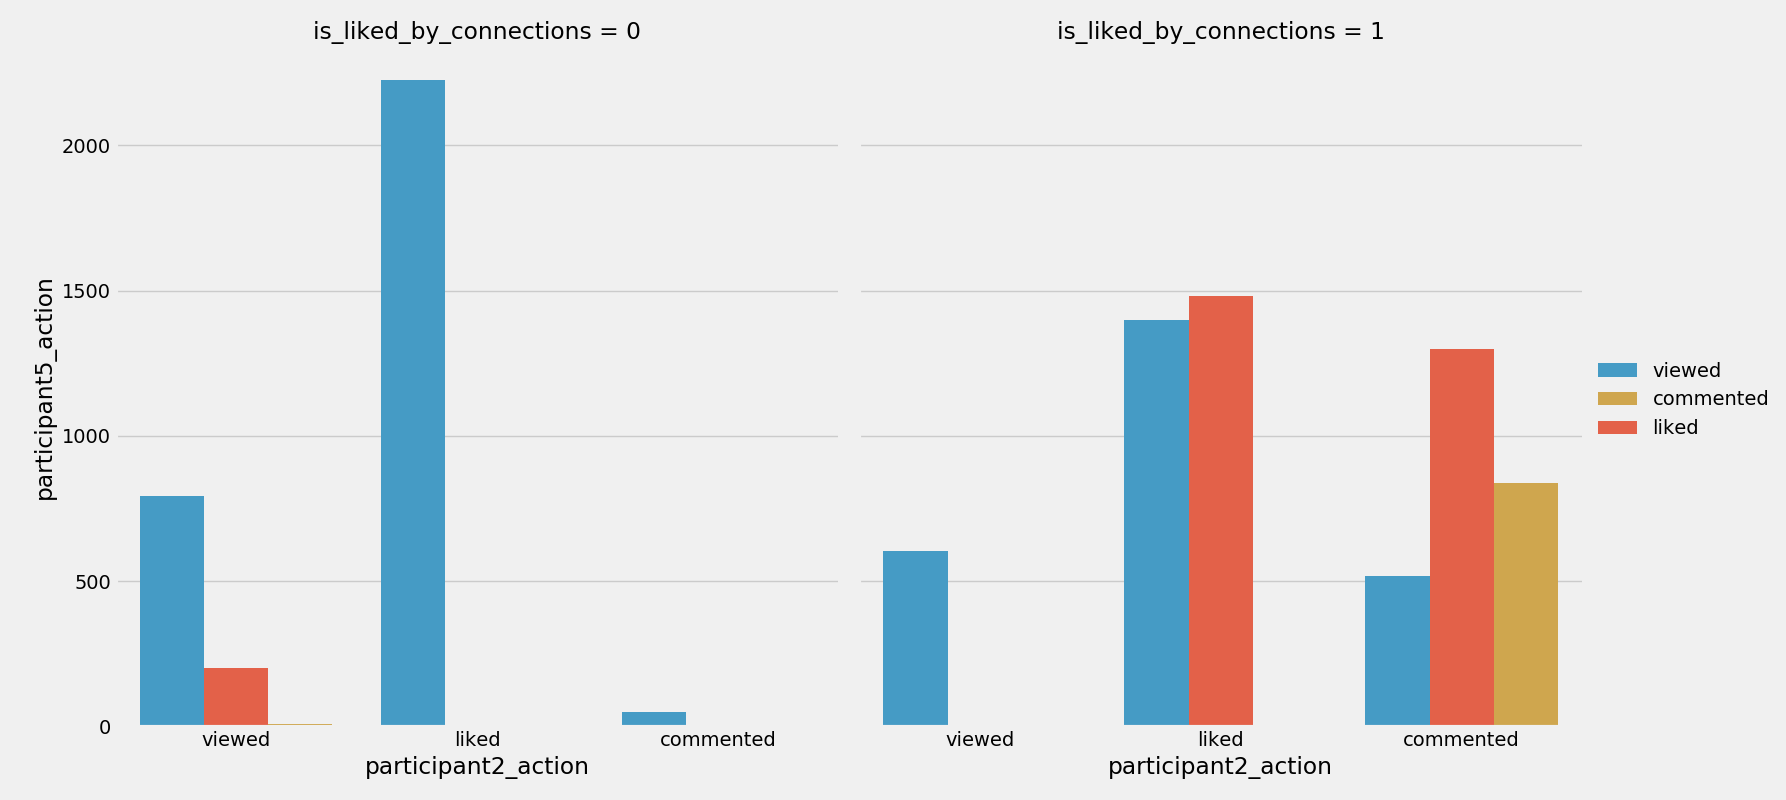 is_liked_by_connections = 0
is_liked_by_connections = 1
participant5_action
2000
1500
1000
500
0
viewed
liked
commented
participant2_action
viewed
liked
commented
participant2_action
viewed
commented
liked